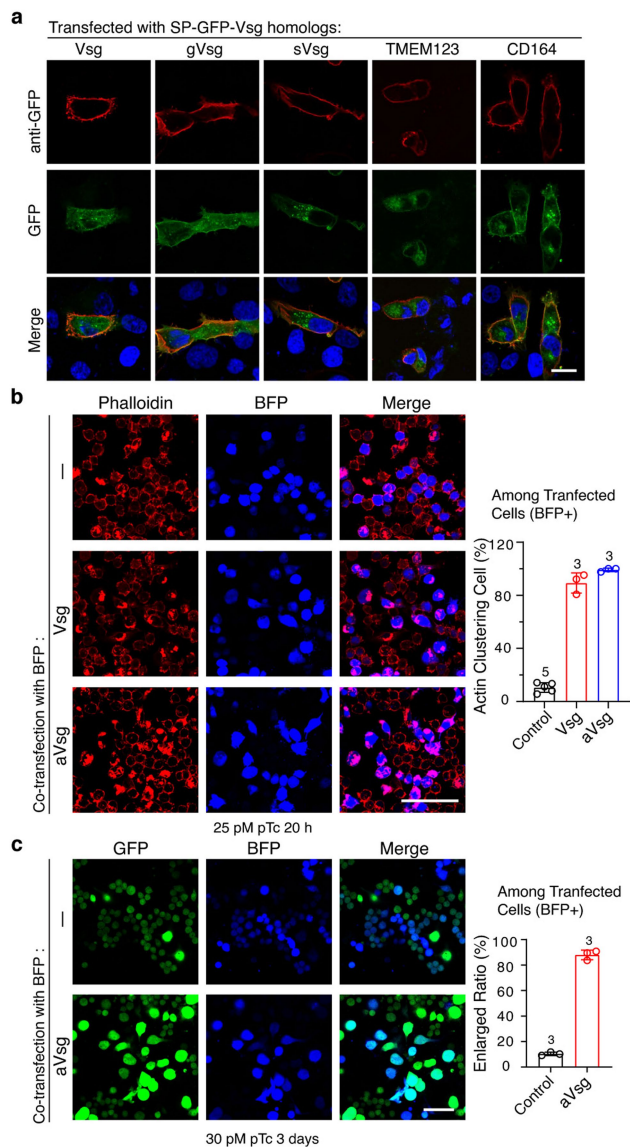 a
Transfected with SP-GFP-Vsg homologs:
Vsg gVsg sVsg TMEM123 CD164
anti-GFP
GFP
Merge
b
Phalloidin BFP Merge
Co-transfection with BFP :
—
Vsg
aVsg
25 pM pTc 20 h
Among Tranfected
Cells (BFP+)
Actin Clustering Cell (%)
120
80
40
0
5 3 3
Control Vsg aVsg
c
GFP BFP Merge
Co-transfection with BFP :
—
aVsg
30 pM pTc 3 days
Among Tranfected
Cells (BFP+)
Enlarged Ratio (%)
100
80
60
40
20
0
3 3
Control aVsg